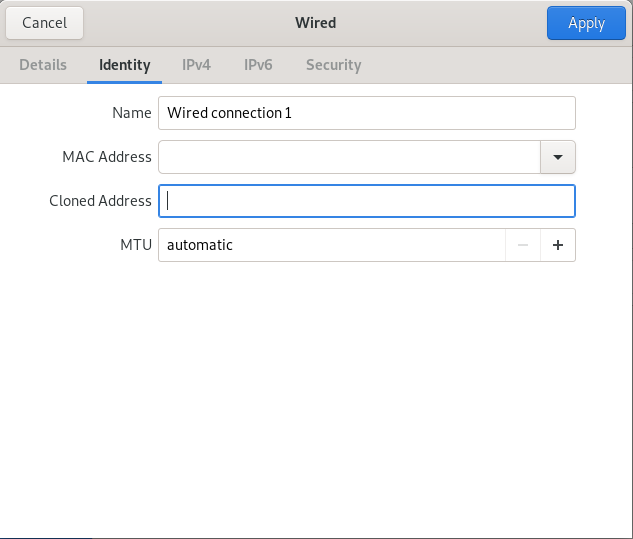 Cancel Wired Apply
Details Identity IPv4 IPv6 Security
Name Wired connection 1
MAC Address
Cloned Address
MTU automatic